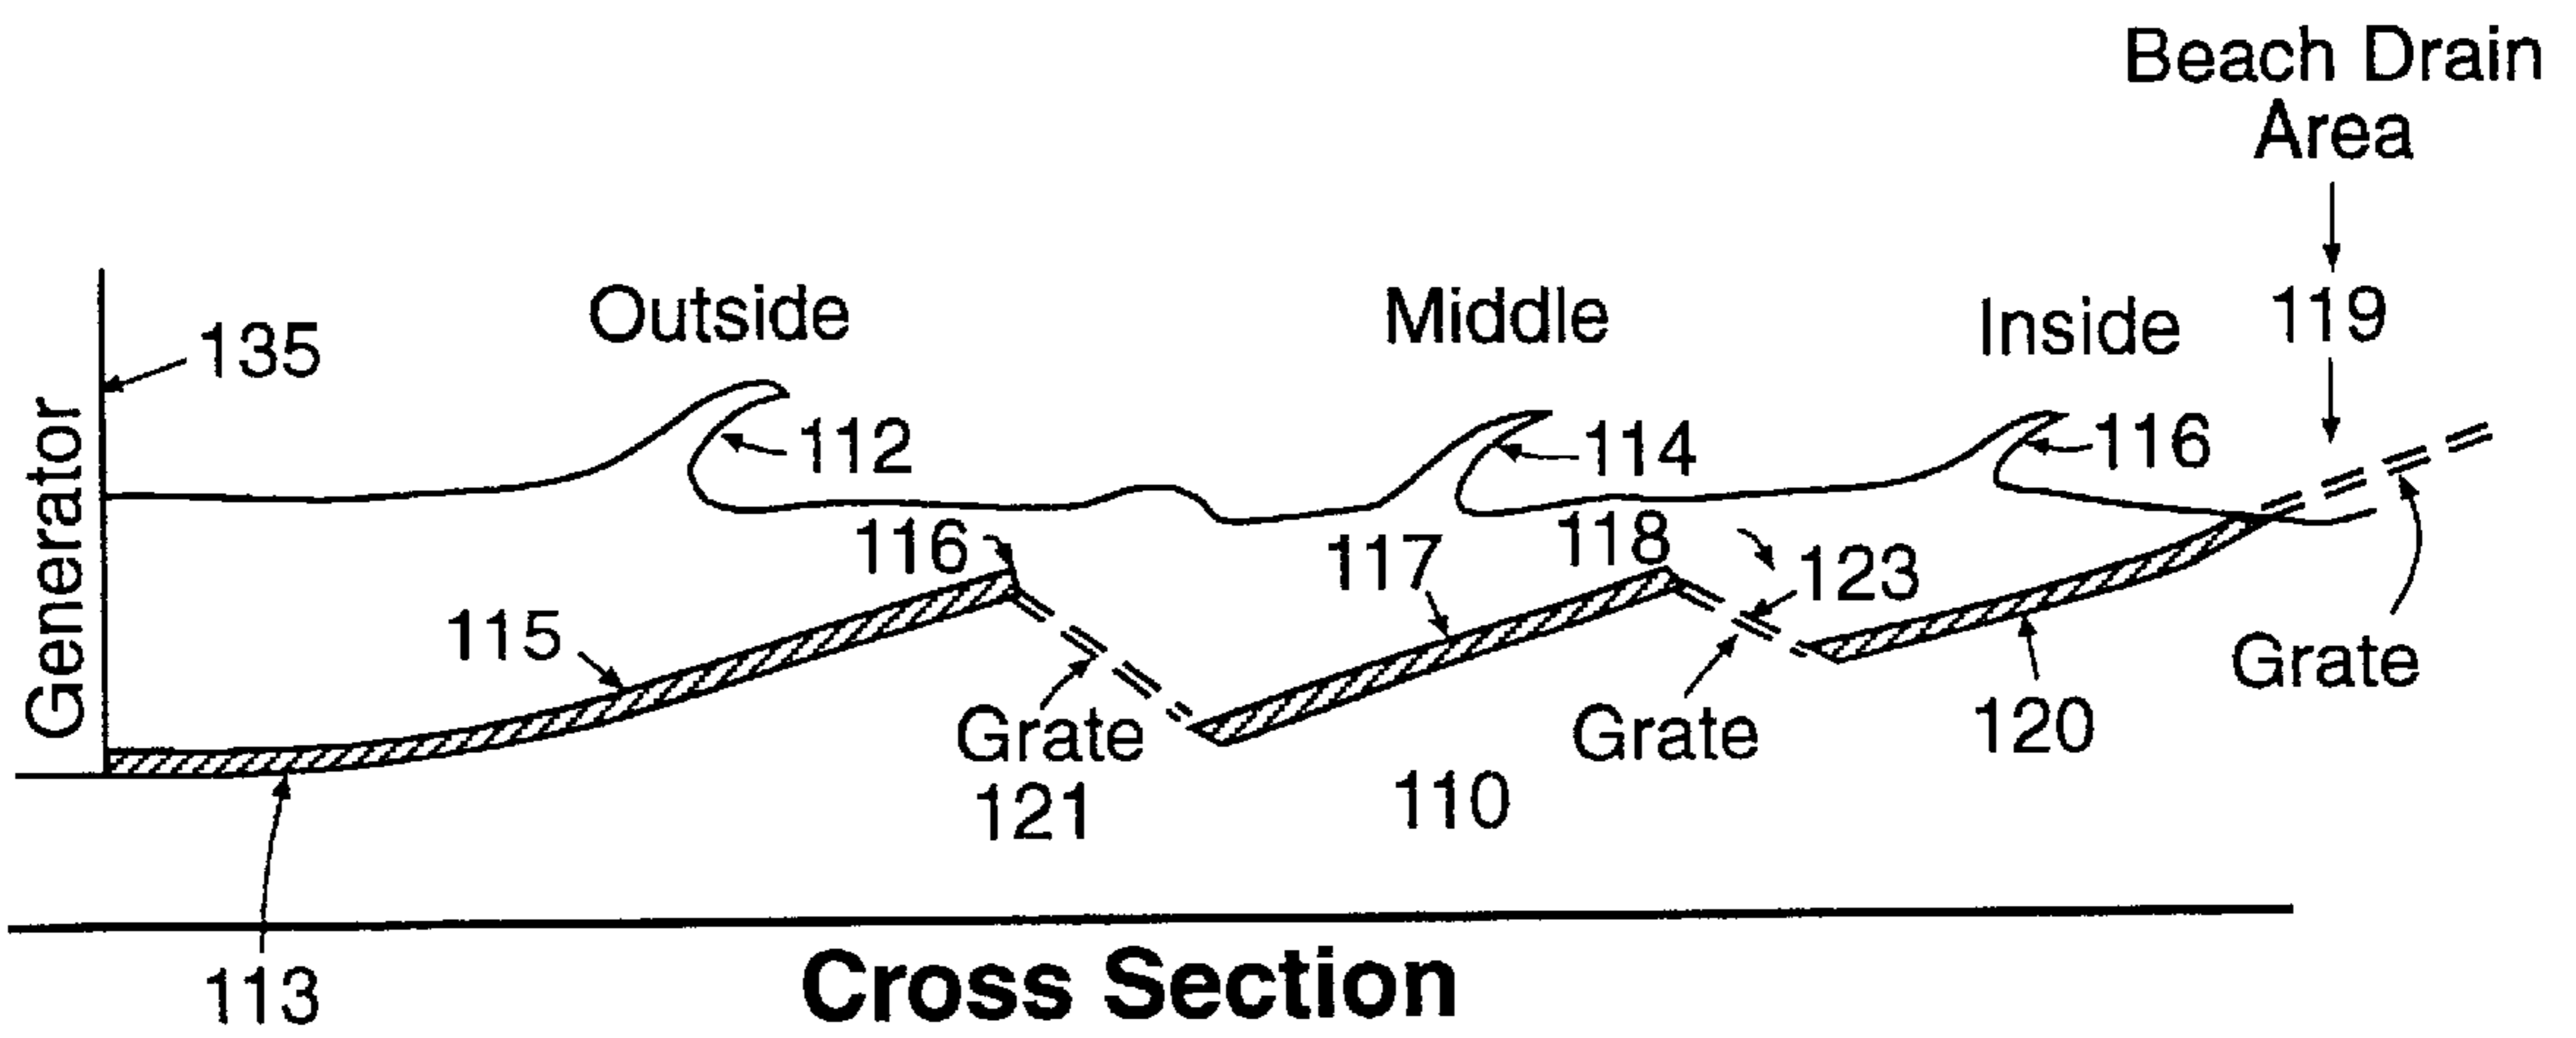 Beach Drain
Area
119
Outside
Middle
Inside
135
Generator
112
114
116
116
117
118
123
115
Grate
121
Grate
110
120
Grate
113
Cross Section